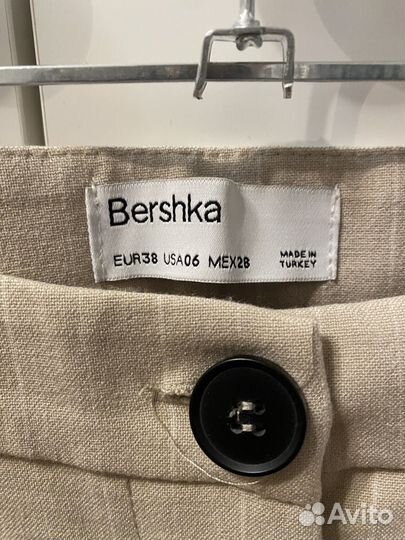 Bershka
EUR38 USA06 MEX28
MADE IN
TURKEY
Avito